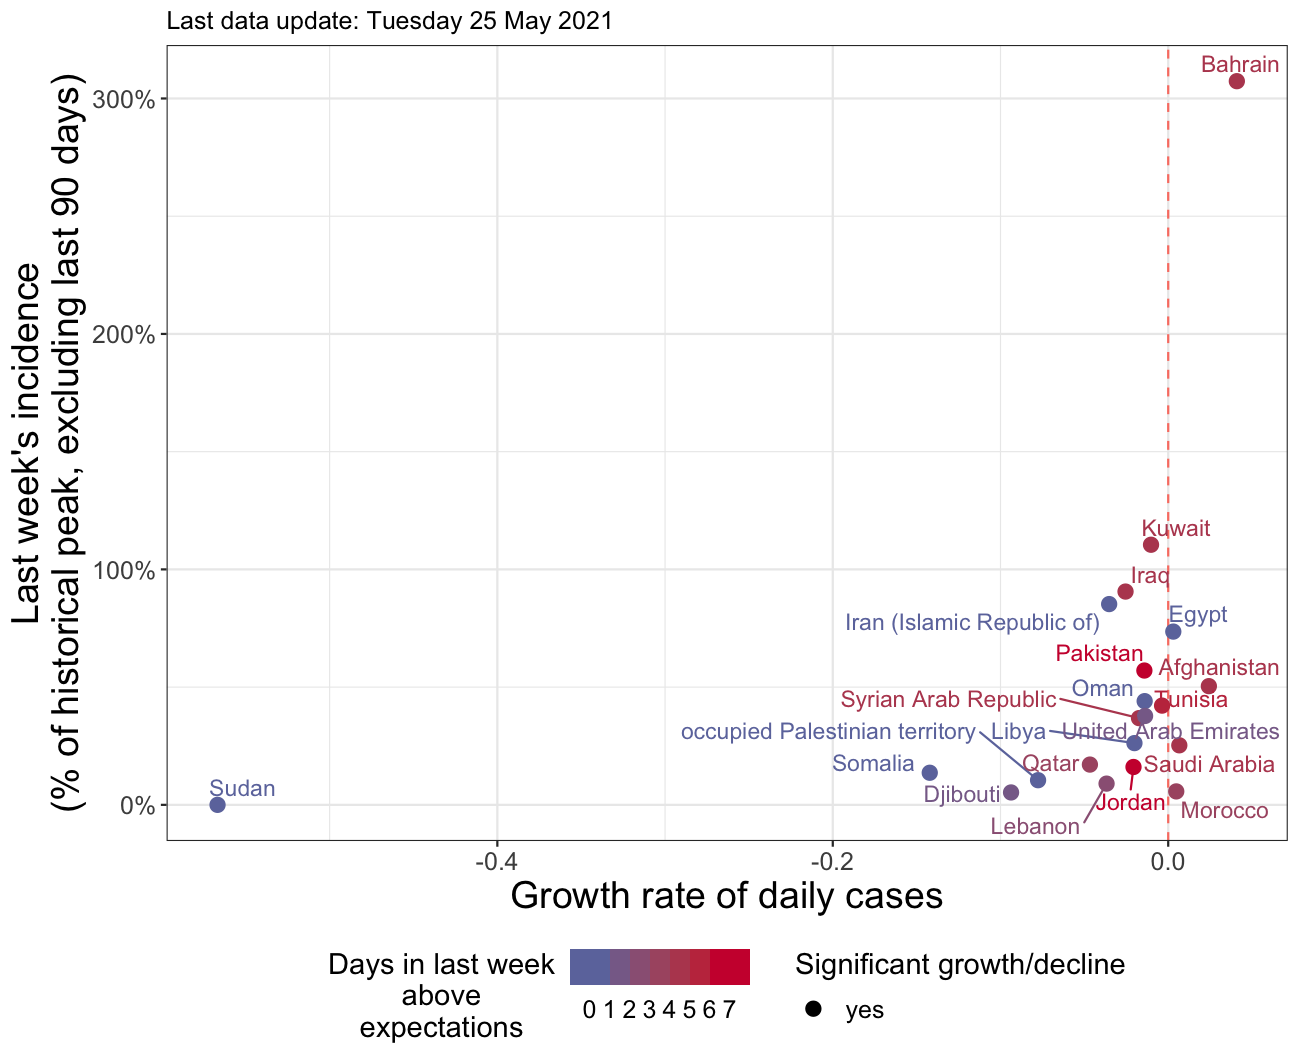 Last data update: Tuesday 25 May 2021
Last week's incidence
(% of historical peak, excluding last 90 days)
300%
200%
100%
0%
Bahrain
Kuwait
Iraq
Iran (Islamic Republic of)
Egypt
Pakistan
Afghanistan
Oman
Syrian Arab Republic
Tunisia
occupied Palestinian territory
Libya
United Arab Emirates
Somalia
Qatar
Saudi Arabia
Sudan
Djibouti
Jordan
Morocco
Lebanon
-0.4
-0.2
0.0
Growth rate of daily cases
Days in last week
above
expectations
0 1 2 3 4 5 6 7
Significant growth/decline
yes